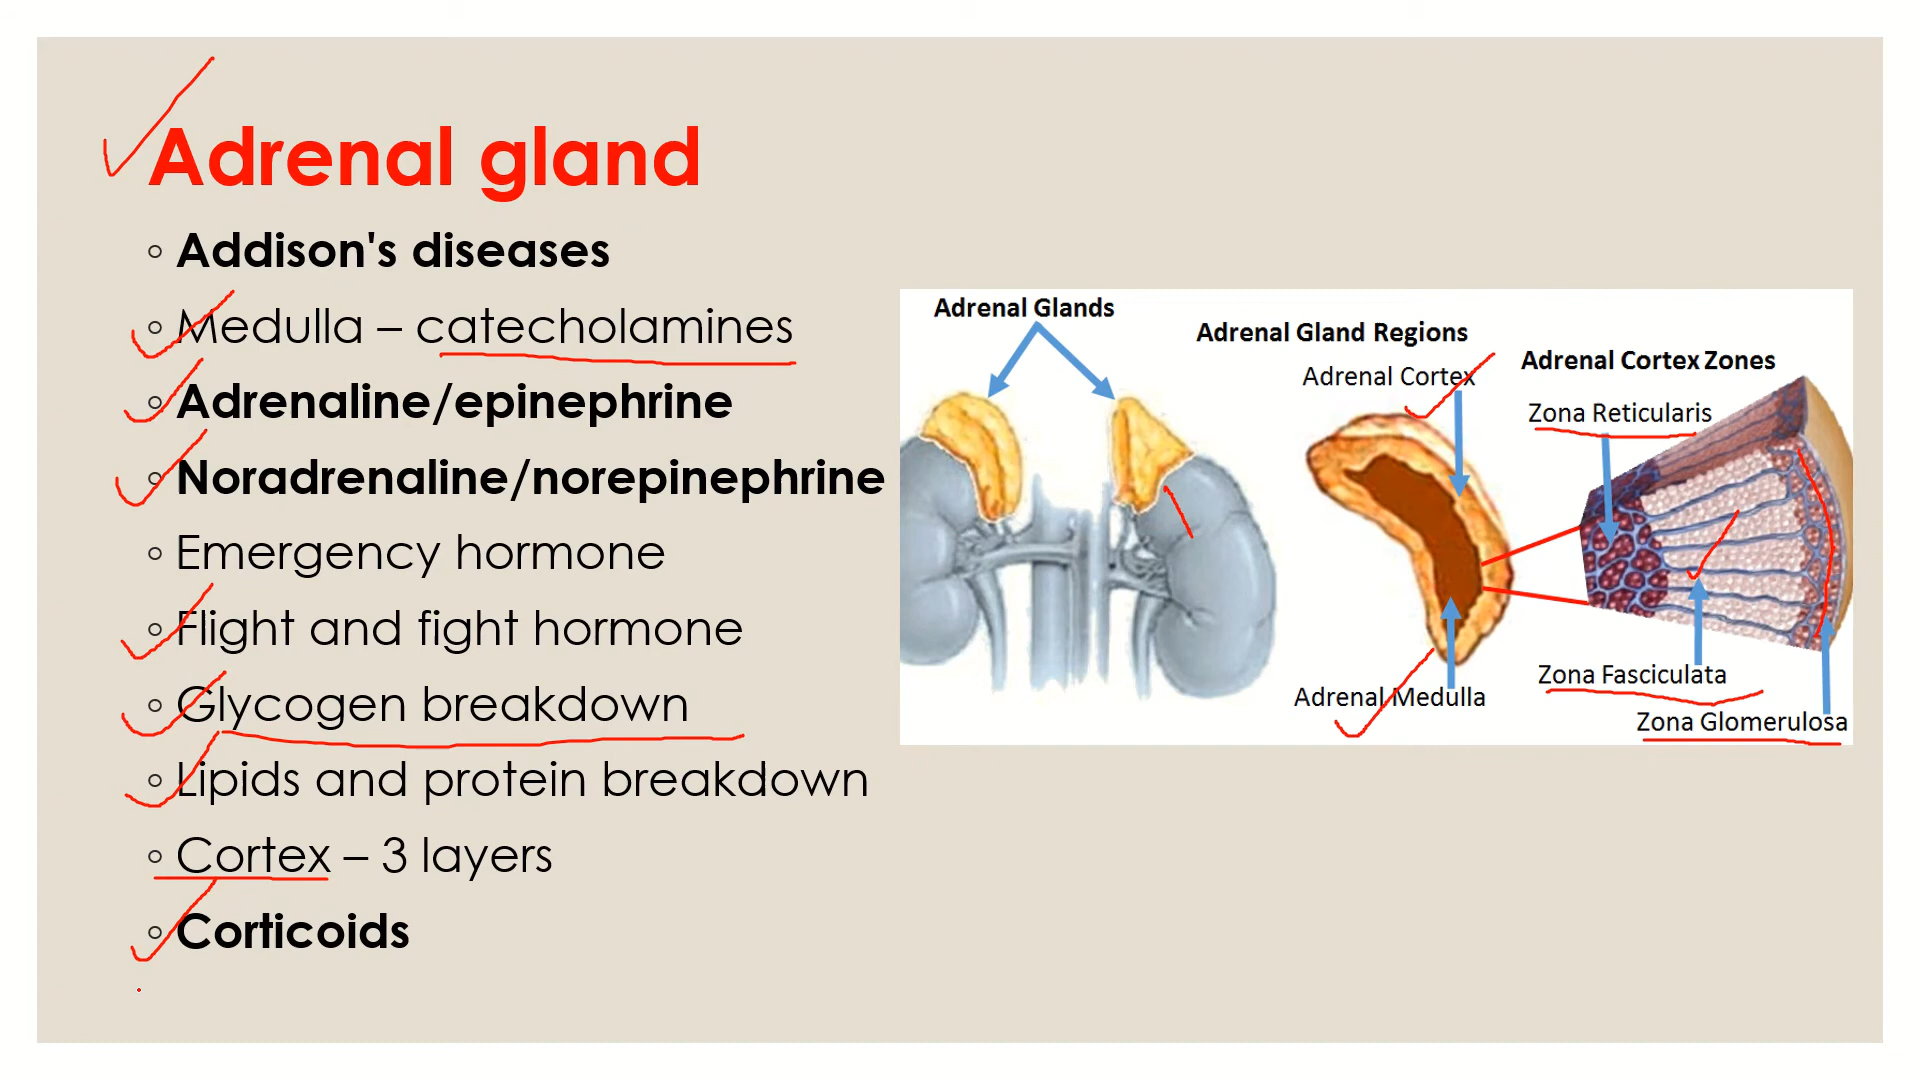 Adrenal gland
Addison's diseases
Medulla – catecholamines
Adrenaline/epinephrine
Noradrenaline/norepinephrine
Emergency hormone
Flight and fight hormone
Glycogen breakdown
Lipids and protein breakdown
Cortex – 3 layers
Corticoids
Adrenal Glands
Adrenal Gland Regions
Adrenal Cortex
Adrenal Medulla
Adrenal Cortex Zones
Zona Reticularis
Zona Fasciculata
Zona Glomerulosa